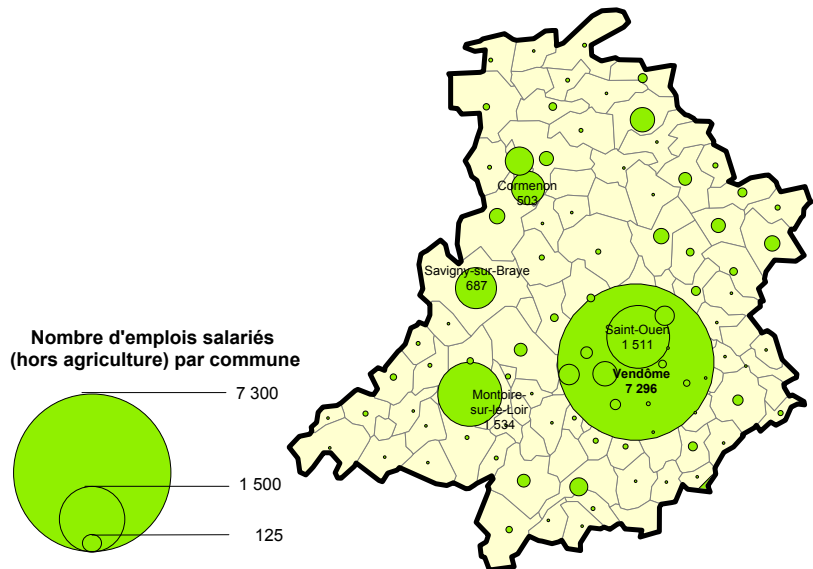 Cormenon
503
Savigny-sur-Braye
687
Saint-Ouen
1 511
Vendôme
7 296
Montoire-
sur-le-Loir
1 534
Nombre d'emplois salariés
(hors agriculture) par commune
7 300
1 500
125